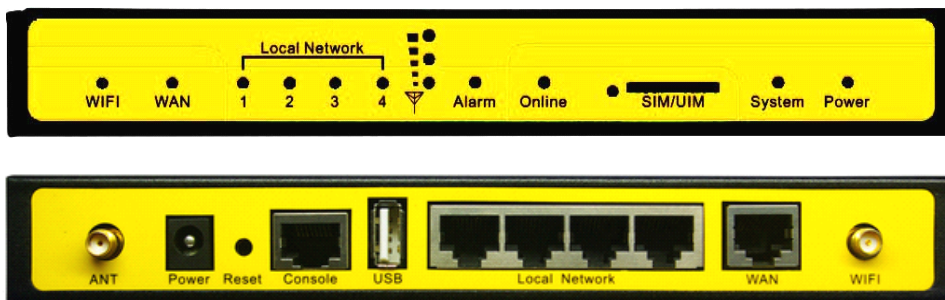 Local Network
WIFI WAN 1 2 3 4 Alarm Online SIM/UIM System Power
ANT Power Reset Console USB Local Network WAN WIFI